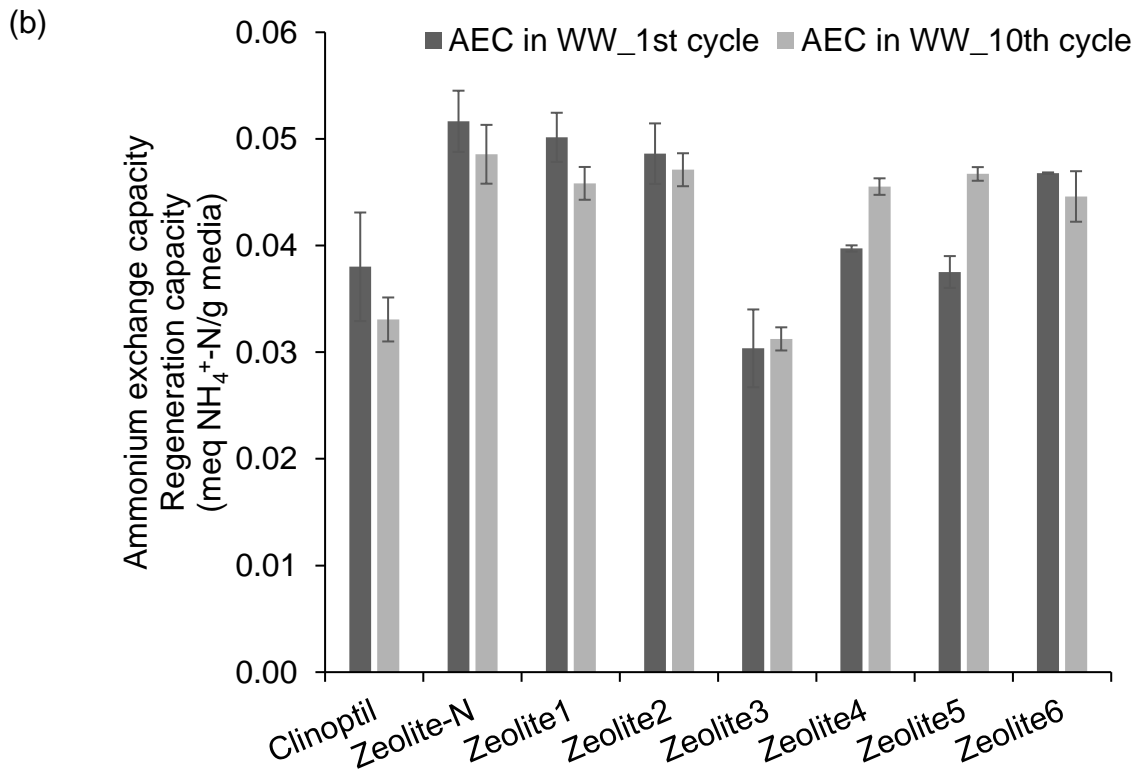 (b)
AEC in WW_1st cycle AEC in WW_10th cycle
Ammonium exchange capacity
Regeneration capacity
(meq NH₄⁺-N/g media)
0.06
0.05
0.04
0.03
0.02
0.01
0.00
Clinoptil
Zeolite-N
Zeolite1
Zeolite2
Zeolite3
Zeolite4
Zeolite5
Zeolite6